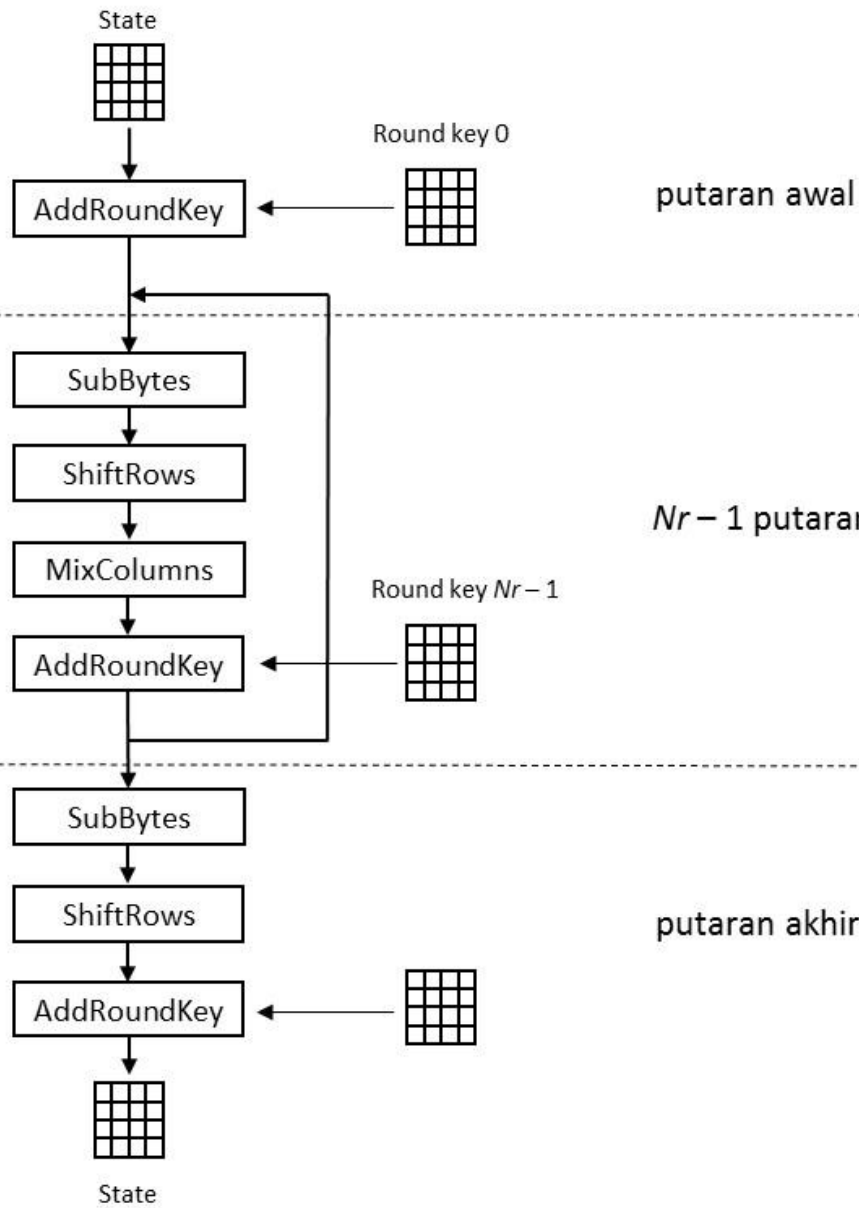 State
Round key 0
AddRoundKey
putaran awal
SubBytes
ShiftRows
Nr – 1 putaran
MixColumns
Round key Nr – 1
AddRoundKey
SubBytes
ShiftRows
putaran akhir
AddRoundKey
State